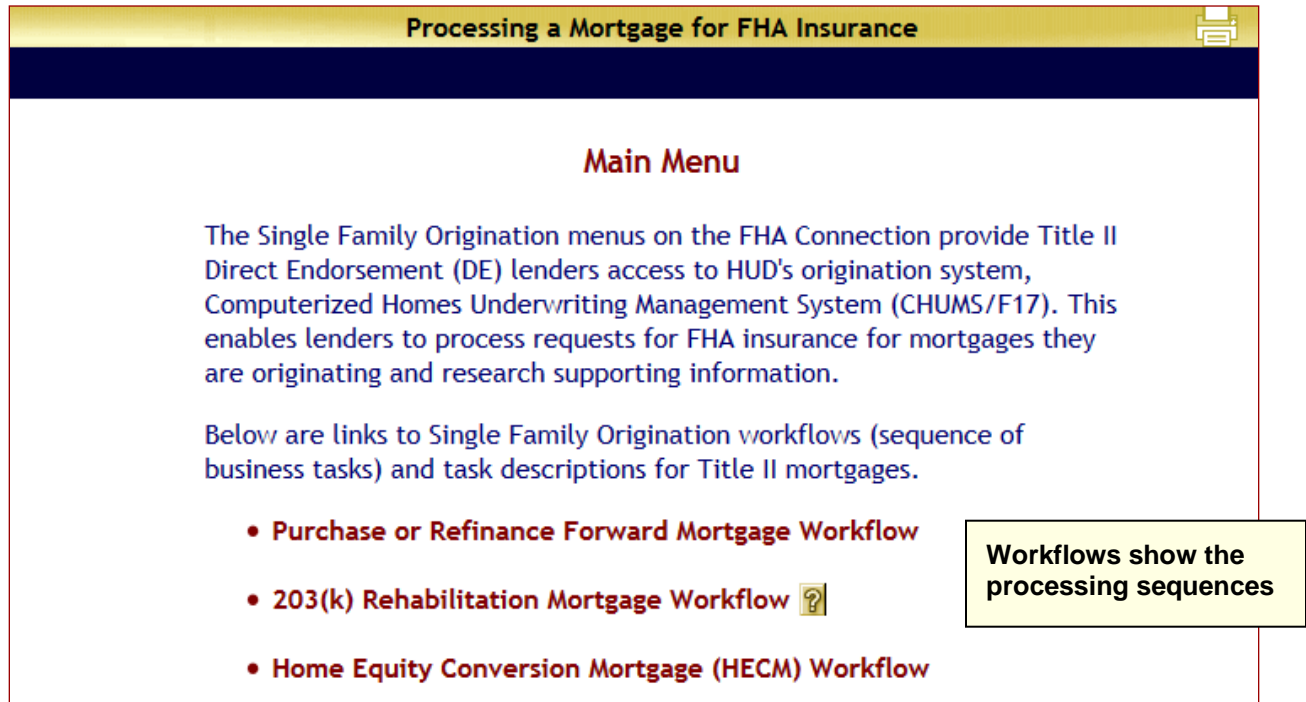 Processing a Mortgage for FHA Insurance
Main Menu
The Single Family Origination menus on the FHA Connection provide Title II
Direct Endorsement (DE) lenders access to HUD's origination system,
Computerized Homes Underwriting Management System (CHUMS/F17). This
enables lenders to process requests for FHA insurance for mortgages they
are originating and research supporting information.
Below are links to Single Family Origination workflows (sequence of
business tasks) and task descriptions for Title II mortgages.
• Purchase or Refinance Forward Mortgage Workflow
• 203(k) Rehabilitation Mortgage Workflow ?
• Home Equity Conversion Mortgage (HECM) Workflow
Workflows show the
processing sequences